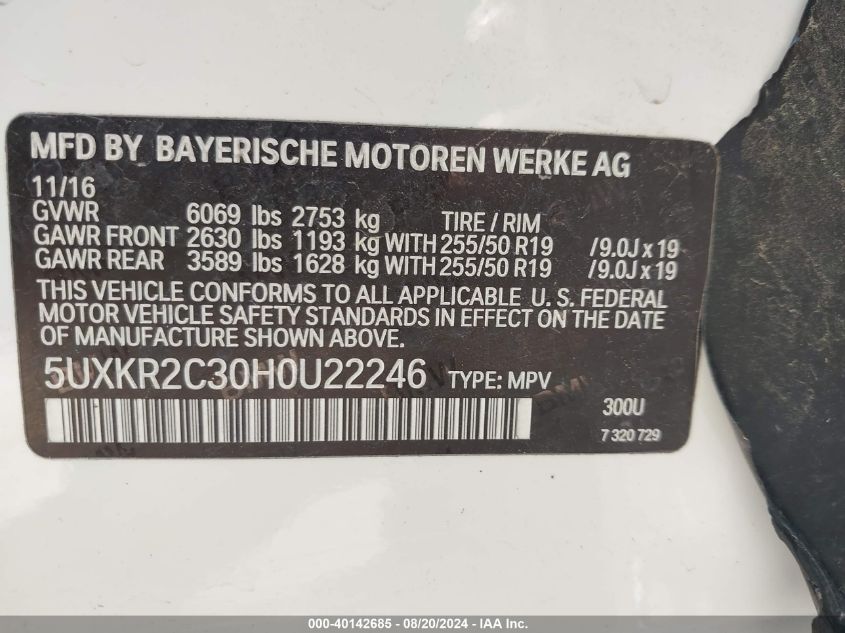 MFD BY BAYERISCHE MOTOREN WERKE AG
11/16
GVWR 6069 lbs 2753 kg TIRE / RIM
GAWR FRONT 2630 lbs 1193 kg WITH 255/50 R19 /9.0J x 19
GAWR REAR 3589 lbs 1628 kg WITH 255/50 R19 /9.0J x 19
THIS VEHICLE CONFORMS TO ALL APPLICABLE U. S. FEDERAL
MOTOR VEHICLE SAFETY STANDARDS IN EFFECT ON THE DATE
OF MANUFACTURE SHOWN ABOVE.
5UXKR2C30H0U22246 TYPE: MPV
300U
7 320 729
000-40142685 - 08/20/2024 - IAA Inc.